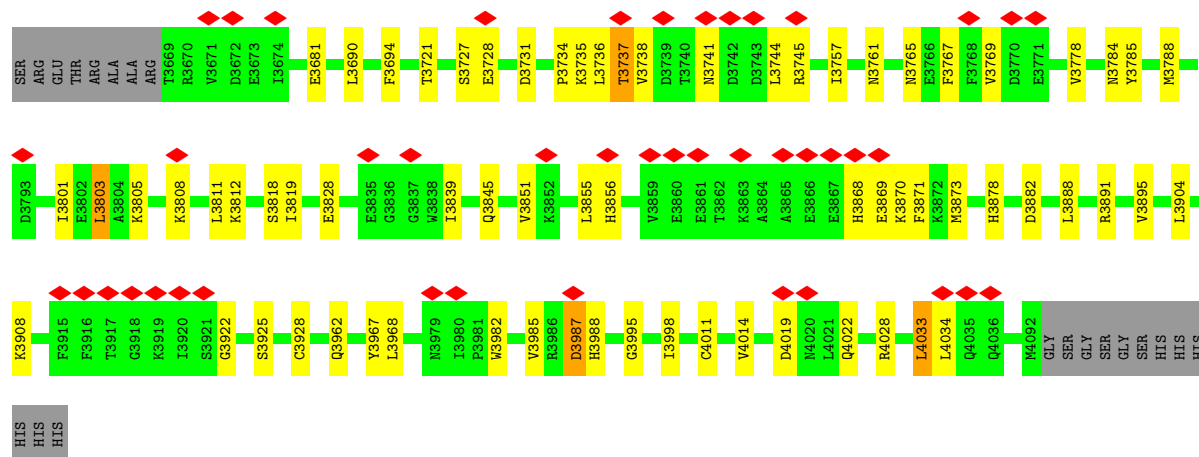 SER ARG GLU THR ARG ALA ALA ARG T3669 R3670 V3671 D3672 E3673 I3674 E3681 L3690 F3694 T3721 S3727 E3728 D3731 P3734 K3735 L3736 T3737 V3738 D3739 T3740 N3741 D3742 D3743 L3744 R3745 I3757 N3761 N3765 E3766 F3767 F3768 V3769 D3770 E3771 V3778 N3784 Y3785 M3788
D3793 I3801 E3802 L3803 A3804 K3805 K3808 L3811 K3812 S3818 I3819 E3828 E3835 G3836 G3837 W3838 I3839 Q3845 V3851 K3852 L3855 H3856 V3859 E3860 E3861 T3862 K3863 A3864 A3865 E3866 E3867 H3868 E3869 K3870 F3871 K3872 M3873 H3878 D3882 L3888 R3891 V3895 L3904
K3908 F3915 F3916 T3917 G3918 K3919 I3920 S3921 G3922 S3925 C3928 Q3962 Y3967 L3968 N3979 I3980 P3981 W3982 V3985 R3986 D3987 H3988 G3995 I3998 C4011 V4014 D4019 N4020 L4021 Q4022 R4028 L4033 L4034 Q4035 Q4036 M4092 GLY SER GLY SER GLY SER HIS HIS HIS
HIS HIS HIS